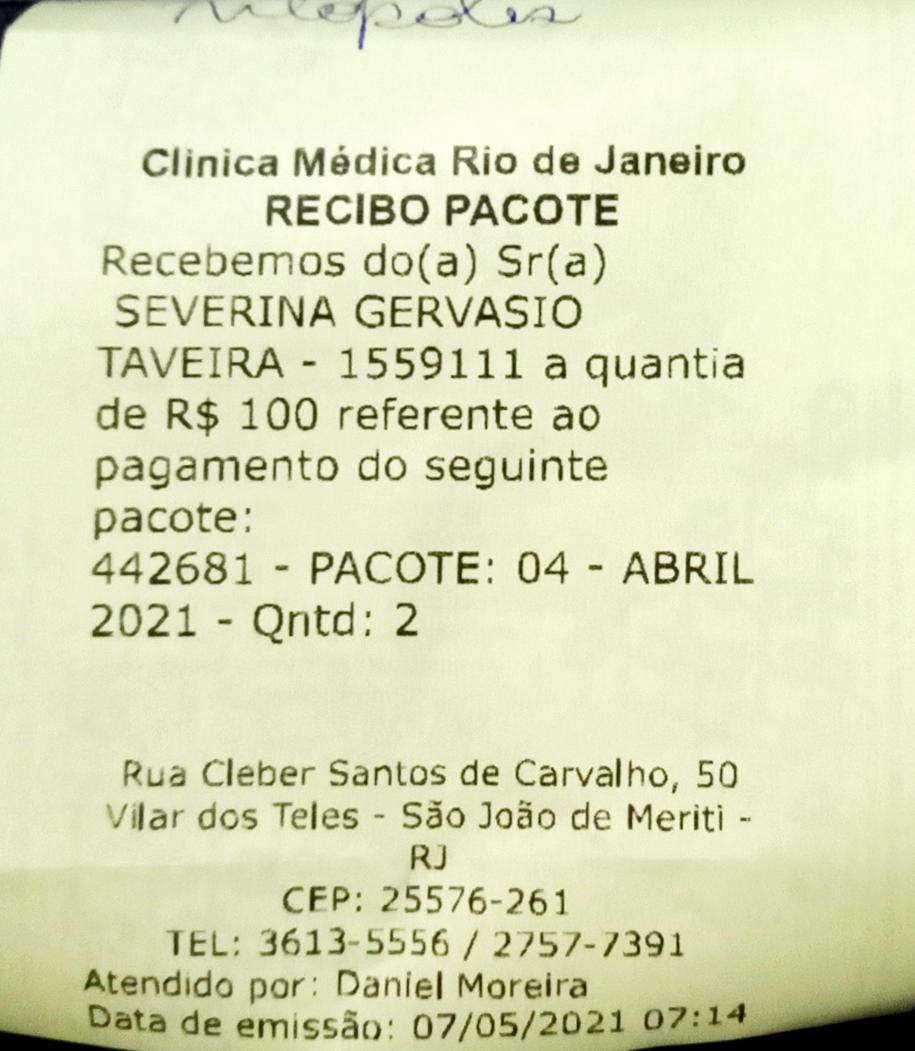 Nilópolis
Clinica Médica Rio de Janeiro
RECIBO PACOTE
Recebemos do(a) Sr(a)
SEVERINA GERVASIO
TAVEIRA - 1559111 a quantia
de R$ 100 referente ao
pagamento do seguinte
pacote:
442681 - PACOTE: 04 - ABRIL
2021 - Qntd: 2
Rua Cleber Santos de Carvalho, 50
Vilar dos Teles - São João de Meriti -
RJ
CEP: 25576-261
TEL: 3613-5556 / 2757-7391
Atendido por: Daniel Moreira
Data de emissão: 07/05/2021 07:14